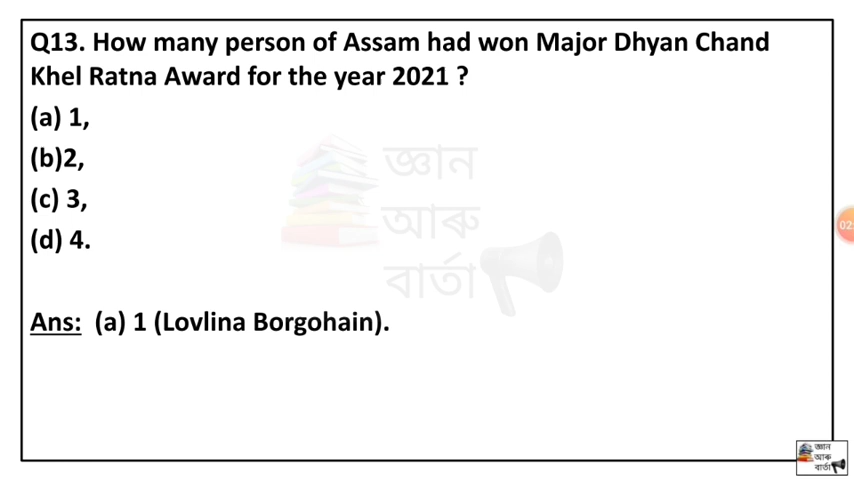 Q13. How many person of Assam had won Major Dhyan Chand
Khel Ratna Award for the year 2021 ?
(a) 1,
(b)2,
(c) 3,
(d) 4.
জ্ঞান
আৰু
বাৰ্তা
Ans: (a) 1 (Lovlina Borgohain).
জ্ঞান
আৰু
বাৰ্তা